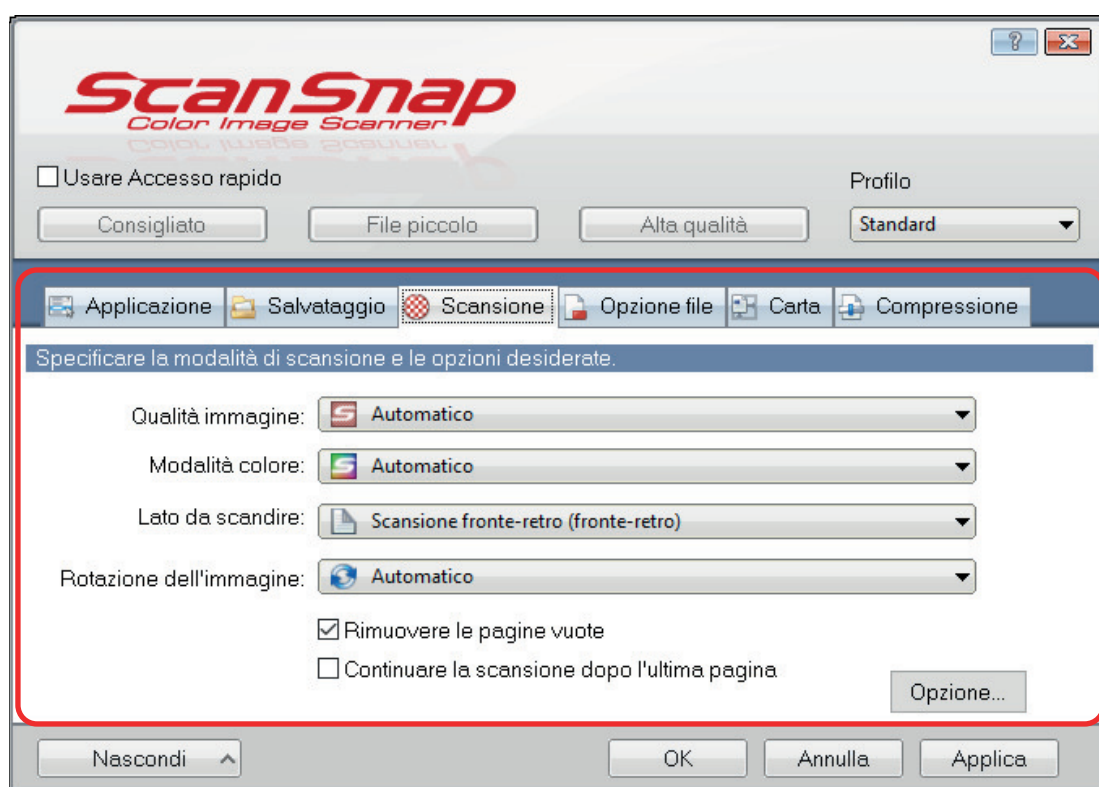 ScanSnap
Color Image Scanner
Usare Accesso rapido
Profilo
Consigliato File piccolo Alta qualità Standard
Applicazione Salvataggio Scansione Opzione file Carta Compressione
Specificare la modalità di scansione e le opzioni desiderate.
Qualità immagine: Automatico
Modalità colore: Automatico
Lato da scandire: Scansione fronte-retro (fronte-retro)
Rotazione dell'immagine: Automatico
Rimuovere le pagine vuote
Continuare la scansione dopo l'ultima pagina
Opzione...
Nascondi OK Annulla Applica